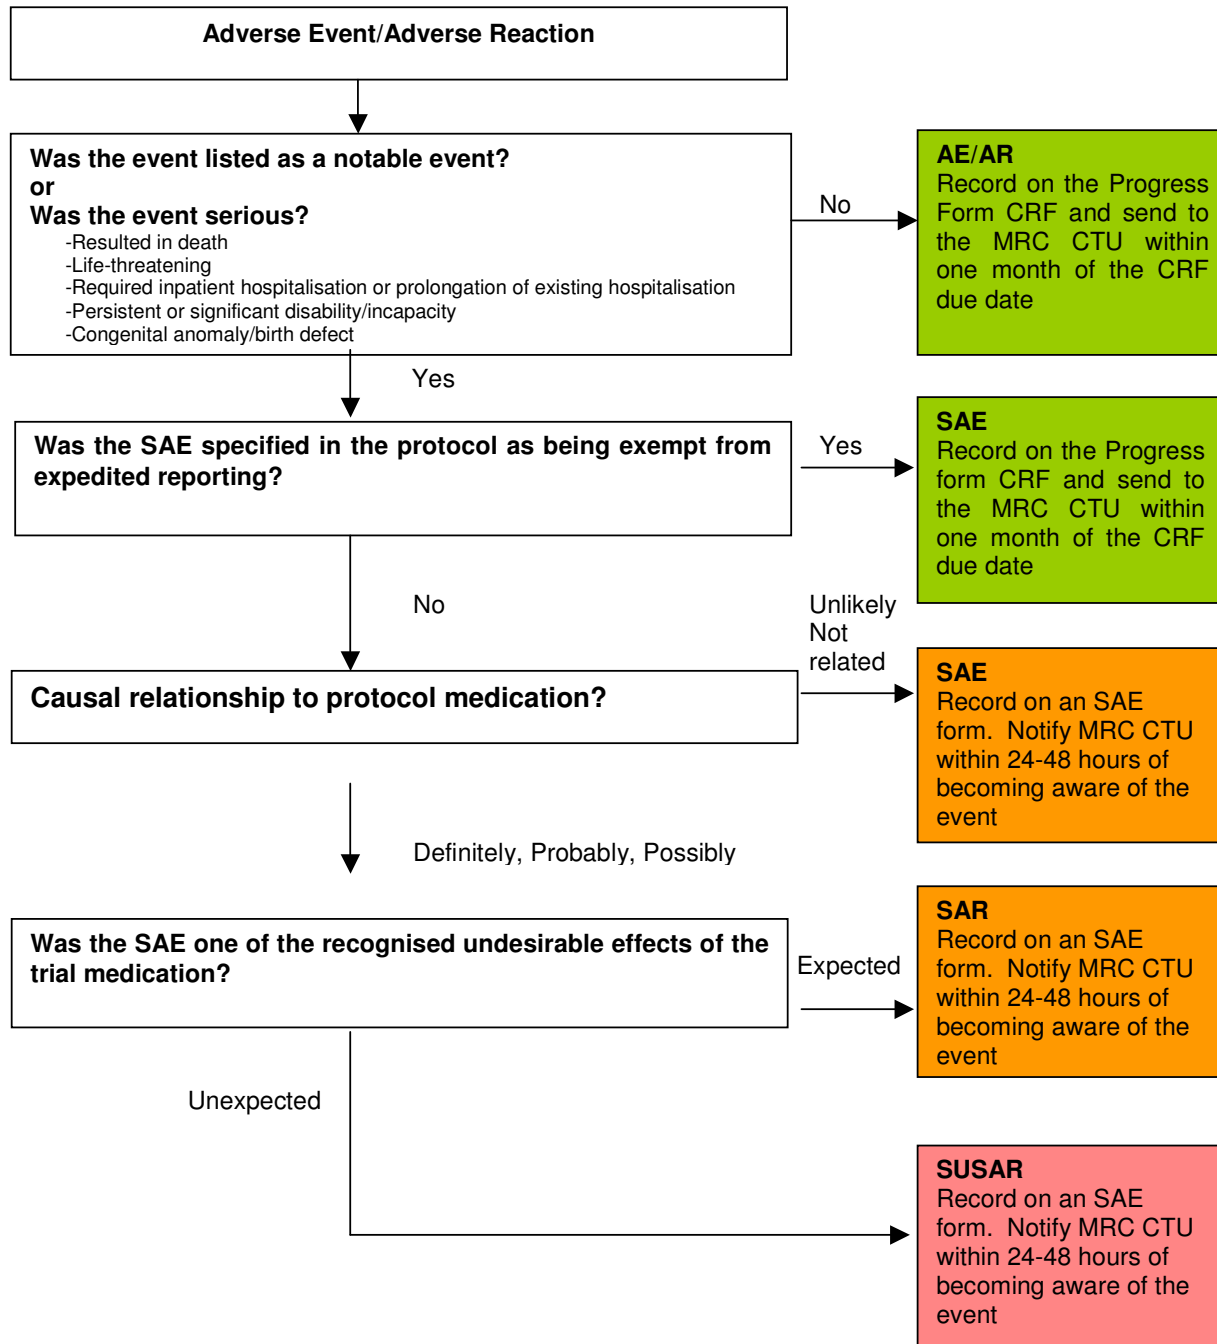 Adverse Event/Adverse Reaction
Was the event listed as a notable event?
or
Was the event serious?
-Resulted in death
-Life-threatening
-Required inpatient hospitalisation or prolongation of existing hospitalisation
-Persistent or significant disability/incapacity
-Congenital anomaly/birth defect
No
AE/AR
Record on the Progress
Form CRF and send to
the MRC CTU within
one month of the CRF
due date
Yes
Was the SAE specified in the protocol as being exempt from
expedited reporting?
Yes
SAE
Record on the Progress
form CRF and send to
the MRC CTU within
one month of the CRF
due date
No
Unlikely
Not
related
Causal relationship to protocol medication?
SAE
Record on an SAE
form. Notify MRC CTU
within 24-48 hours of
becoming aware of the
event
Definitely, Probably, Possibly
Was the SAE one of the recognised undesirable effects of the
trial medication?
Expected
SAR
Record on an SAE
form. Notify MRC CTU
within 24-48 hours of
becoming aware of the
event
Unexpected
SUSAR
Record on an SAE
form. Notify MRC CTU
within 24-48 hours of
becoming aware of the
event